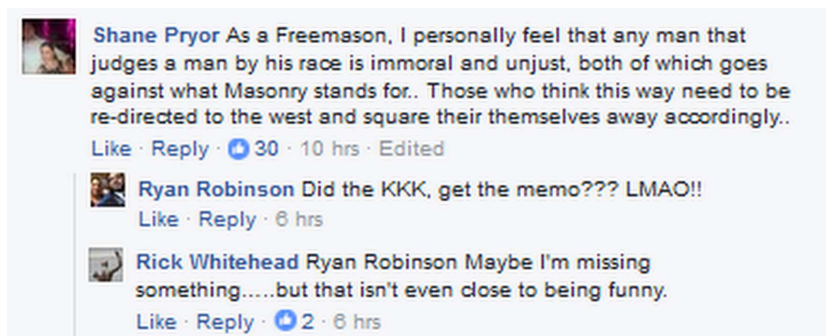 Shane Pryor As a Freemason, I personally feel that any man that
judges a man by his race is immoral and unjust, both of which goes
against what Masonry stands for.. Those who think this way need to be
re-directed to the west and square their themselves away accordingly..
Like · Reply · 30 · 10 hrs · Edited
Ryan Robinson Did the KKK, get the memo??? LMAO!!
Like · Reply · 6 hrs
Rick Whitehead Ryan Robinson Maybe I'm missing
something.....but that isn't even close to being funny.
Like · Reply · 2 · 6 hrs